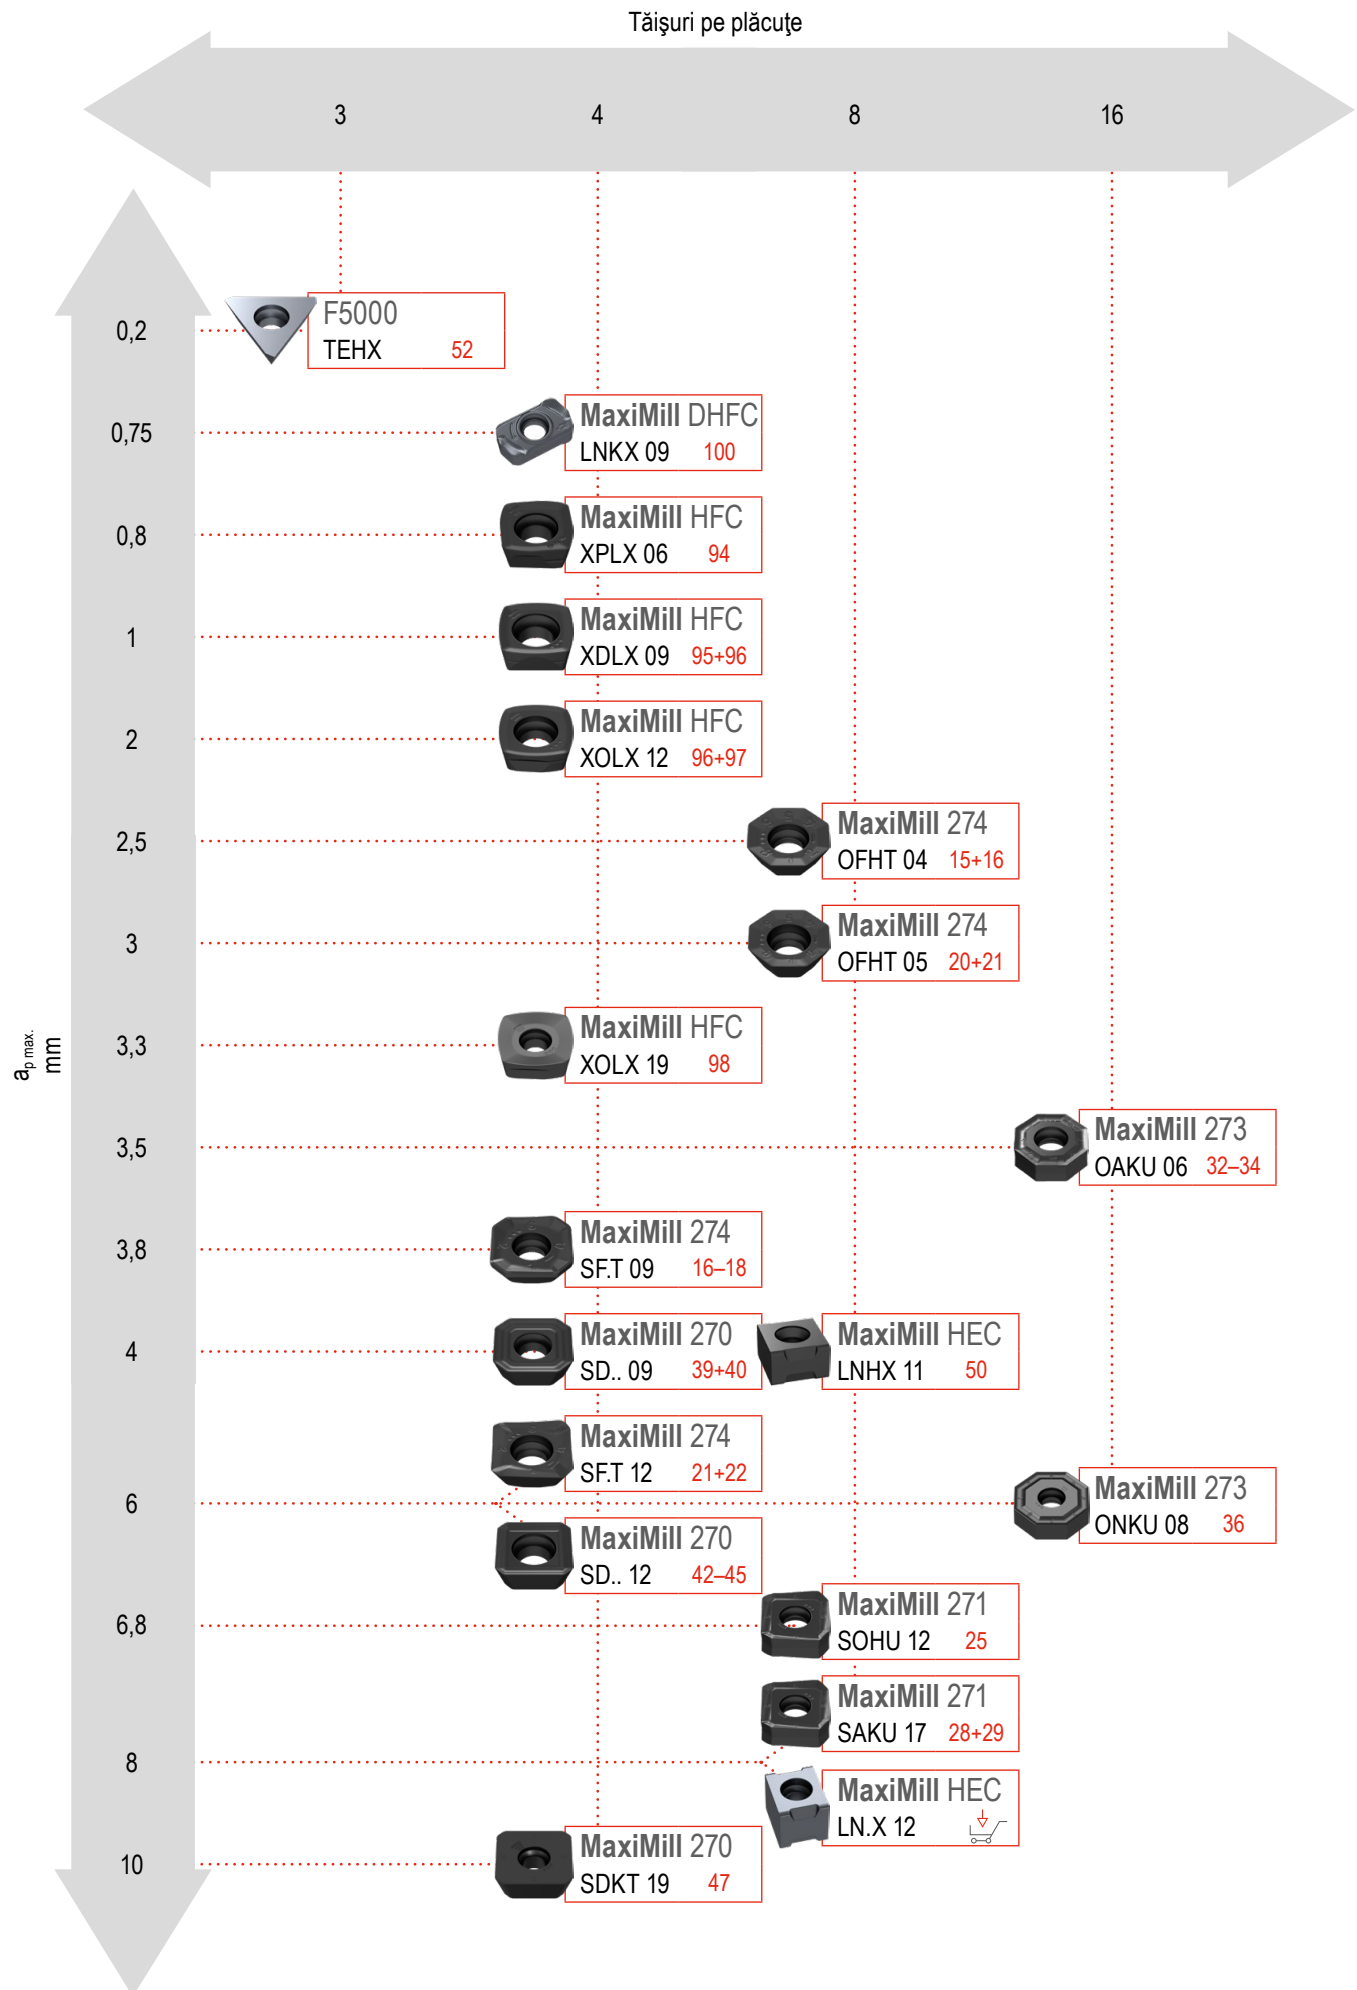 Tăişuri pe plăcuţe
3 4 8 16
0,2
F5000
TEHX 52
0,75
MaxiMill DHFC
LNKX 09 100
0,8
MaxiMill HFC
XPLX 06 94
1
MaxiMill HFC
XDLX 09 95+96
2
MaxiMill HFC
XOLX 12 96+97
2,5
MaxiMill 274
OFHT 04 15+16
3
MaxiMill 274
OFHT 05 20+21
ap max.
mm
3,3
MaxiMill HFC
XOLX 19 98
3,5
MaxiMill 273
OAKU 06 32–34
3,8
MaxiMill 274
SF.T 09 16–18
4
MaxiMill 270
SD.. 09 39+40
MaxiMill HEC
LNHX 11 50
6
MaxiMill 274
SF.T 12 21+22
MaxiMill 273
ONKU 08 36
MaxiMill 270
SD.. 12 42–45
6,8
MaxiMill 271
SOHU 12 25
8
MaxiMill 271
SAKU 17 28+29
MaxiMill HEC
LN.X 12
10
MaxiMill 270
SDKT 19 47